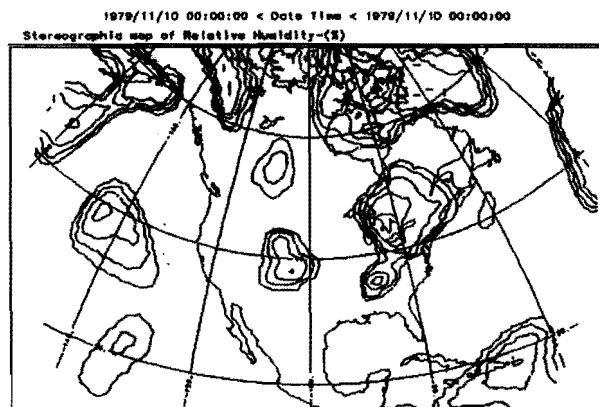 1979/11/10 00:00:00 < Date Time < 1979/11/10 00:00:00
Stereographic map of Relative Humidity-(%)